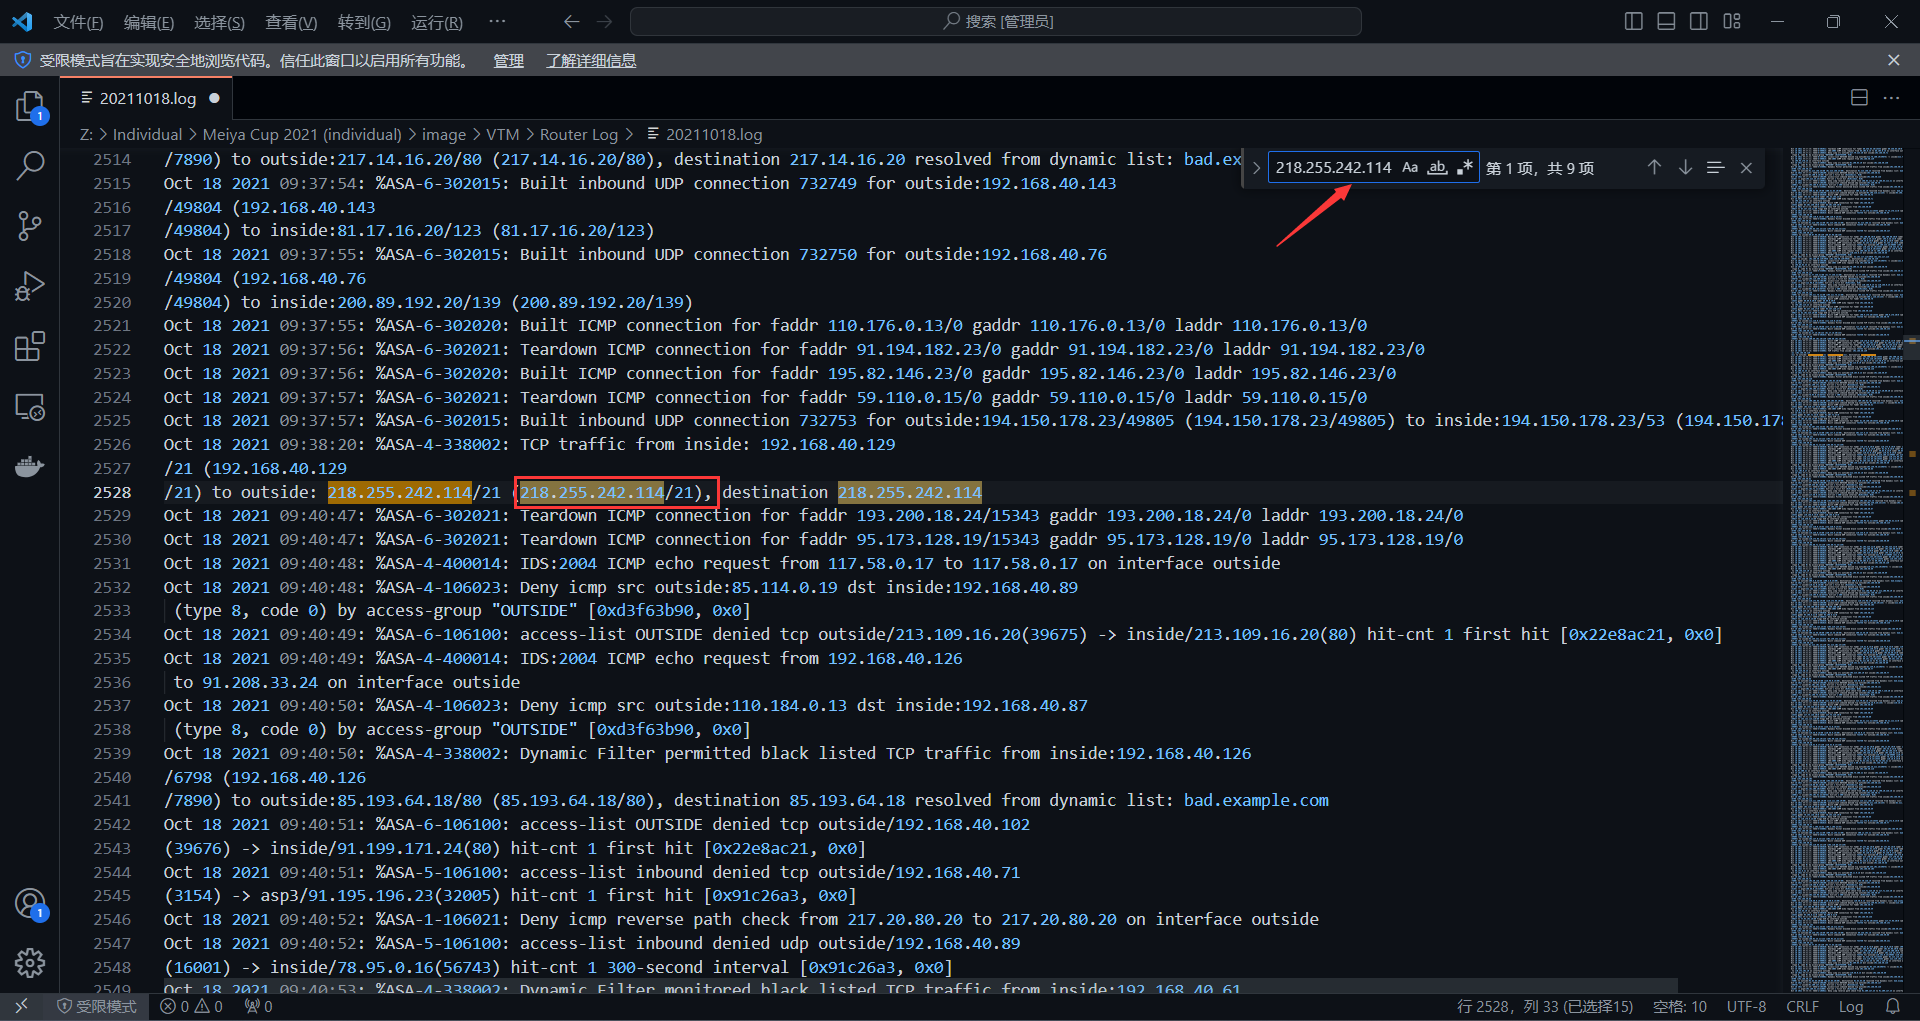 文件(F) 编辑(E) 选择(S) 查看(V) 转到(G) 运行(R) ··· 搜索 [管理员]
受限模式旨在实现安全地浏览代码。信任此窗口以启用所有功能。 管理 了解详细信息
1
20211018.log
Z: > Individual > Meiya Cup 2021 (individual) > image > VTM > Router Log > 20211018.log
218.255.242.114 Aa ab .* 第 1 项，共 9 项
2514 /7890) to outside:217.14.16.20/80 (217.14.16.20/80), destination 217.14.16.20 resolved from dynamic list: bad.ex
2515 Oct 18 2021 09:37:54: %ASA-6-302015: Built inbound UDP connection 732749 for outside:192.168.40.143
2516 /49804 (192.168.40.143
2517 /49804) to inside:81.17.16.20/123 (81.17.16.20/123)
2518 Oct 18 2021 09:37:55: %ASA-6-302015: Built inbound UDP connection 732750 for outside:192.168.40.76
2519 /49804 (192.168.40.76
2520 /49804) to inside:200.89.192.20/139 (200.89.192.20/139)
2521 Oct 18 2021 09:37:55: %ASA-6-302020: Built ICMP connection for faddr 110.176.0.13/0 gaddr 110.176.0.13/0 laddr 110.176.0.13/0
2522 Oct 18 2021 09:37:56: %ASA-6-302021: Teardown ICMP connection for faddr 91.194.182.23/0 gaddr 91.194.182.23/0 laddr 91.194.182.23/0
2523 Oct 18 2021 09:37:56: %ASA-6-302020: Built ICMP connection for faddr 195.82.146.23/0 gaddr 195.82.146.23/0 laddr 195.82.146.23/0
2524 Oct 18 2021 09:37:57: %ASA-6-302021: Teardown ICMP connection for faddr 59.110.0.15/0 gaddr 59.110.0.15/0 laddr 59.110.0.15/0
2525 Oct 18 2021 09:37:57: %ASA-6-302015: Built inbound UDP connection 732753 for outside:194.150.178.23/49805 (194.150.178.23/49805) to inside:194.150.178.23/53 (194.150.178
2526 Oct 18 2021 09:38:20: %ASA-4-338002: TCP traffic from inside: 192.168.40.129
2527 /21 (192.168.40.129
2528 /21) to outside: 218.255.242.114/21 (218.255.242.114/21), destination 218.255.242.114
2529 Oct 18 2021 09:40:47: %ASA-6-302021: Teardown ICMP connection for faddr 193.200.18.24/15343 gaddr 193.200.18.24/0 laddr 193.200.18.24/0
2530 Oct 18 2021 09:40:47: %ASA-6-302021: Teardown ICMP connection for faddr 95.173.128.19/15343 gaddr 95.173.128.19/0 laddr 95.173.128.19/0
2531 Oct 18 2021 09:40:48: %ASA-4-400014: IDS:2004 ICMP echo request from 117.58.0.17 to 117.58.0.17 on interface outside
2532 Oct 18 2021 09:40:48: %ASA-4-106023: Deny icmp src outside:85.114.0.19 dst inside:192.168.40.89
2533 (type 8, code 0) by access-group "OUTSIDE" [0xd3f63b90, 0x0]
2534 Oct 18 2021 09:40:49: %ASA-6-106100: access-list OUTSIDE denied tcp outside/213.109.16.20(39675) -> inside/213.109.16.20(80) hit-cnt 1 first hit [0x22e8ac21, 0x0]
2535 Oct 18 2021 09:40:49: %ASA-4-400014: IDS:2004 ICMP echo request from 192.168.40.126
2536 to 91.208.33.24 on interface outside
2537 Oct 18 2021 09:40:50: %ASA-4-106023: Deny icmp src outside:110.184.0.13 dst inside:192.168.40.87
2538 (type 8, code 0) by access-group "OUTSIDE" [0xd3f63b90, 0x0]
2539 Oct 18 2021 09:40:50: %ASA-4-338002: Dynamic Filter permitted black listed TCP traffic from inside:192.168.40.126
2540 /6798 (192.168.40.126
2541 /7890) to outside:85.193.64.18/80 (85.193.64.18/80), destination 85.193.64.18 resolved from dynamic list: bad.example.com
2542 Oct 18 2021 09:40:51: %ASA-6-106100: access-list OUTSIDE denied tcp outside/192.168.40.102
2543 (39676) -> inside/91.199.171.24(80) hit-cnt 1 first hit [0x22e8ac21, 0x0]
2544 Oct 18 2021 09:40:51: %ASA-5-106100: access-list inbound denied tcp outside/192.168.40.71
2545 (3154) -> asp3/91.195.196.23(32005) hit-cnt 1 first hit [0x91c26a3, 0x0]
2546 Oct 18 2021 09:40:52: %ASA-1-106021: Deny icmp reverse path check from 217.20.80.20 to 217.20.80.20 on interface outside
2547 Oct 18 2021 09:40:52: %ASA-5-106100: access-list inbound denied udp outside/192.168.40.89
2548 (16001) -> inside/78.95.0.16(56743) hit-cnt 1 300-second interval [0x91c26a3, 0x0]
2549 Oct 18 2021 09:40:53: %ASA-4-338002: Dynamic Filter monitored black listed TCP traffic from inside:192.168.40.61
1
受限模式 0 0 0 行 2528，列 33 (已选择15) 空格: 10 UTF-8 CRLF Log